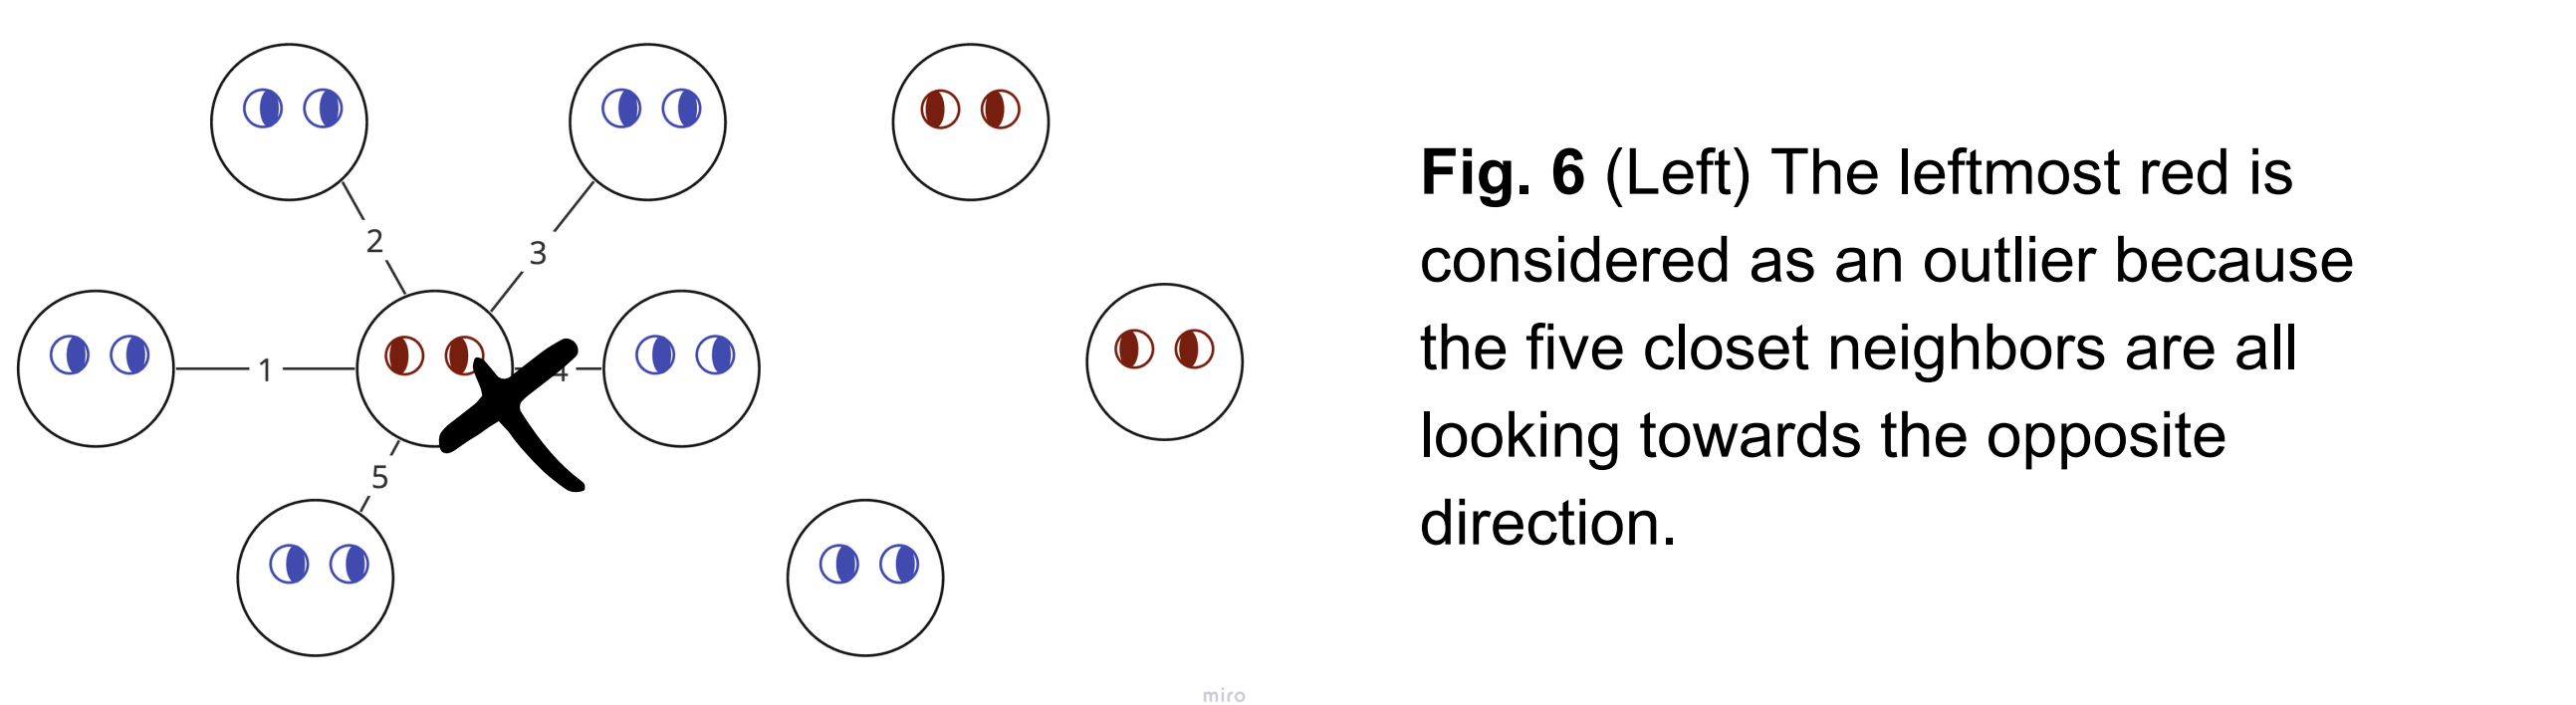 2
3
1
4
5
Fig. 6 (Left) The leftmost red is
considered as an outlier because
the five closet neighbors are all
looking towards the opposite
direction.
miro